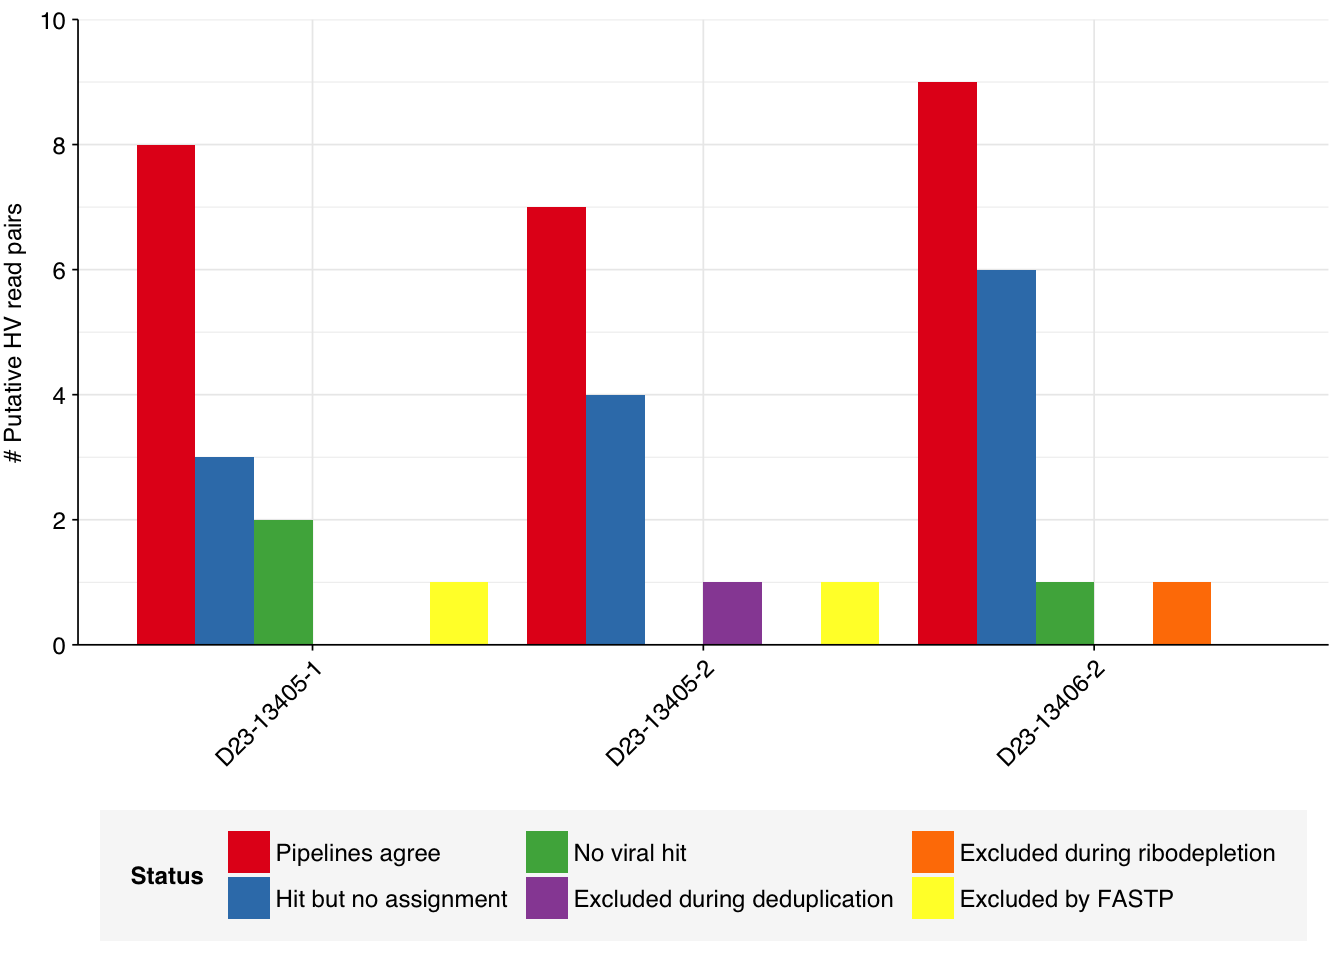 # Putative HV read pairs
10
8
6
4
2
0
D23-13405-1
D23-13405-2
D23-13406-2
Status
Pipelines agree
No viral hit
Excluded during ribodepletion
Hit but no assignment
Excluded during deduplication
Excluded by FASTP